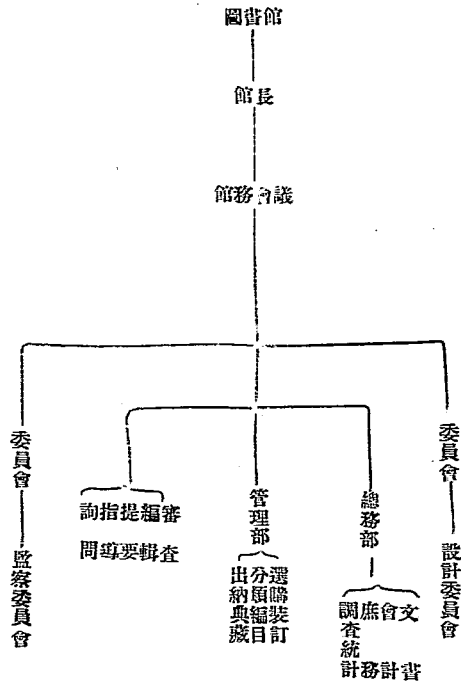 圖書館
館長
館務會議
委員會
設計委員會
總務部
文書
會計
庶務
調查統計
管理部
選購裝訂
分類編目
出納典藏
審查
編輯
提要
指導
詢問
委員會
監察委員會